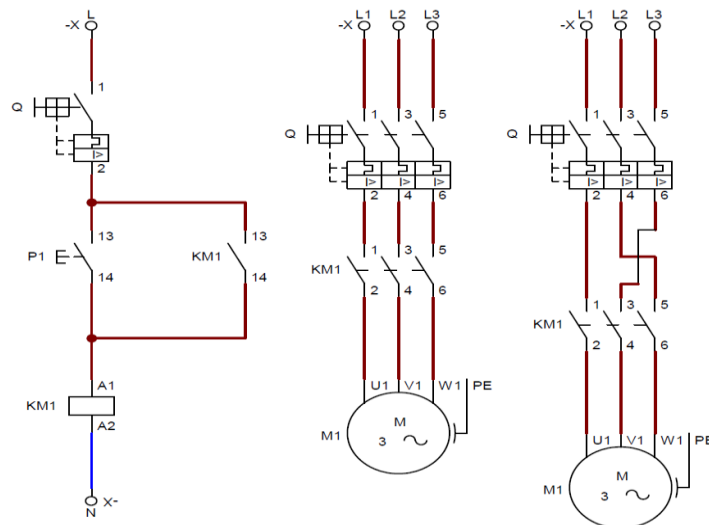 L
-X
1
Q
I>
2
13
P1
14
13
KM1
14
A1
KM1
A2
X-
N
L1 L2 L3
-X
1 3 5
Q
I> I> I>
2 4 6
1 3 5
KM1
2 4 6
U1 V1 W1 PE
M
M1
3
L1 L2 L3
-X
1 3 5
Q
I> I> I>
2 4 6
1 3 5
KM1
2 4 6
U1 V1 W1 PE
M
M1
3